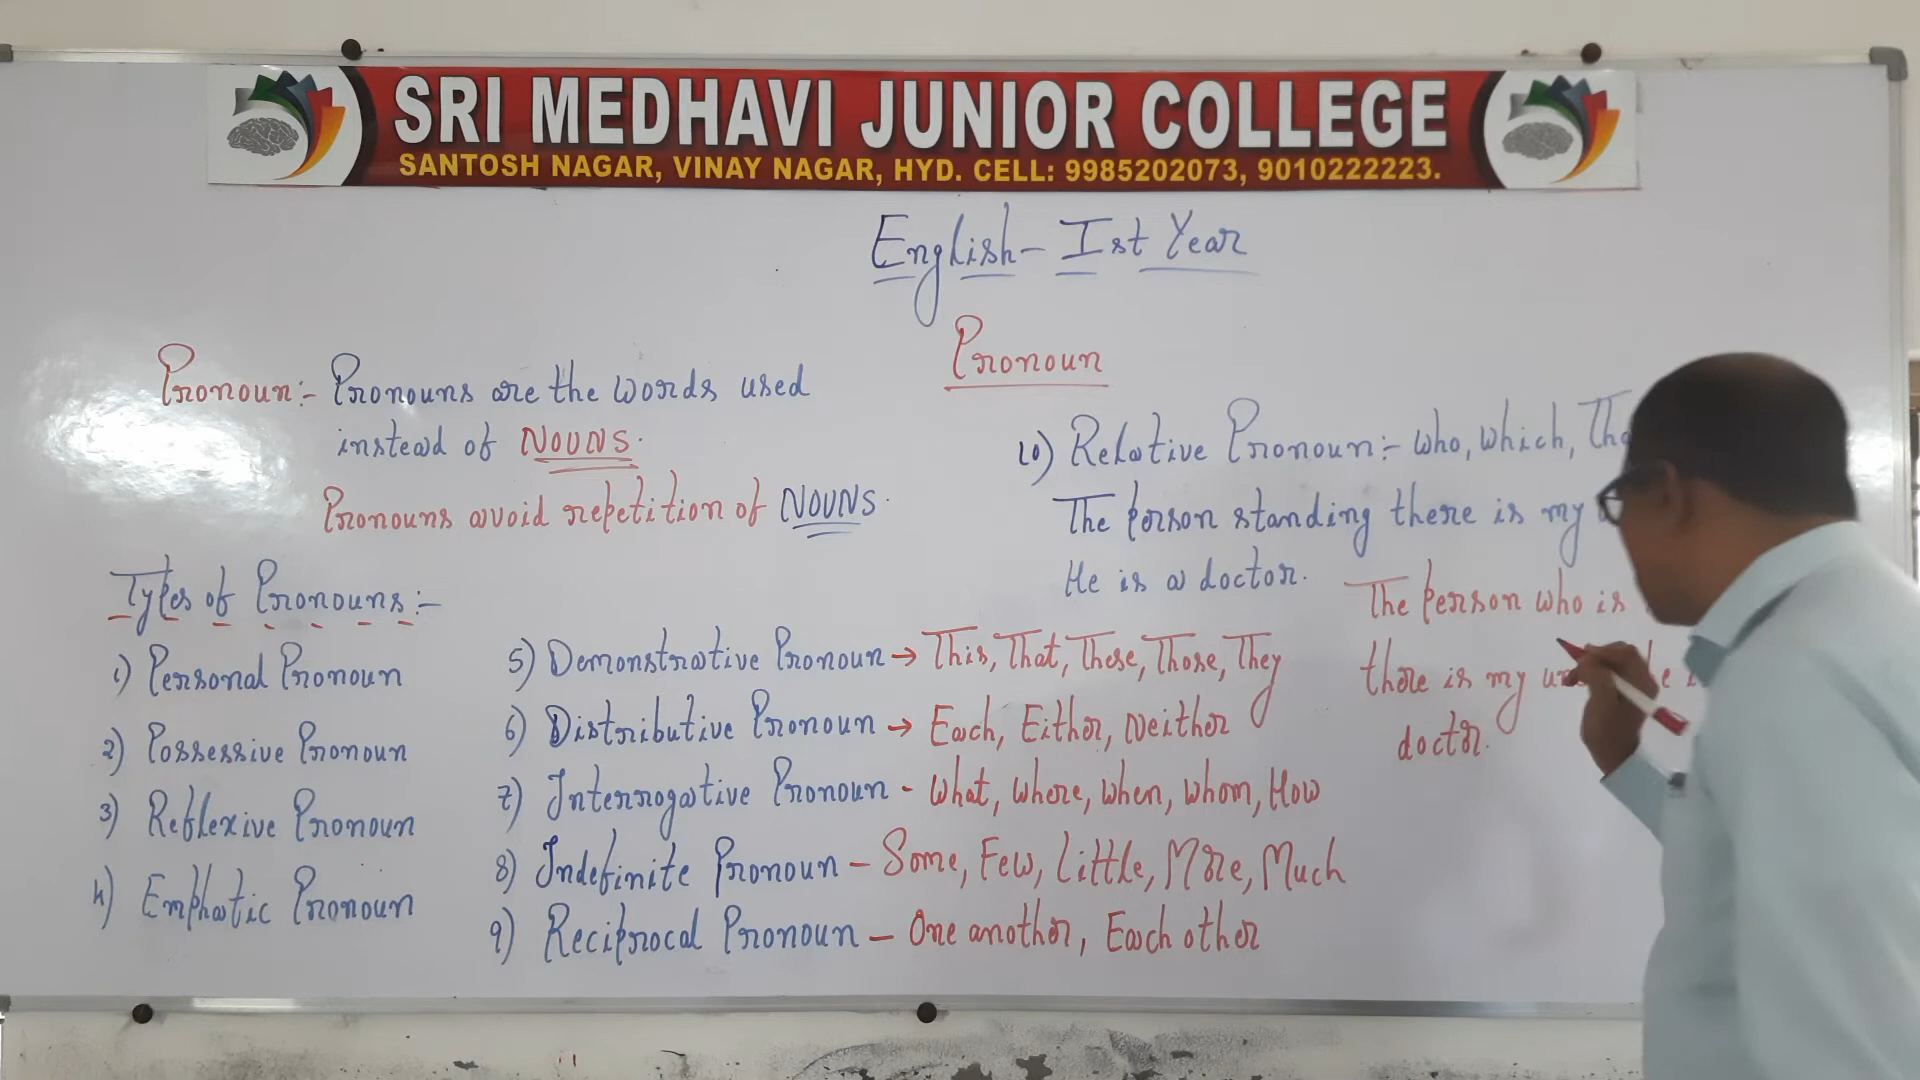 SRI MEDHAVI JUNIOR COLLEGE
SANTOSH NAGAR, VINAY NAGAR, HYD. CELL: 9985202073, 9010222223.
English - Ist Year
Pronoun
Pronoun:- Pronouns are the words used
instead of NOUNS.
Pronouns avoid repetition of NOUNS.
Types of Pronouns:-
1) Personal Pronoun
2) Possessive Pronoun
3) Reflexive Pronoun
4) Emphatic Pronoun
5) Demonstrative Pronoun → This, That, These, Those, They
6) Distributive Pronoun → Each, Either, Neither
7) Interrogative Pronoun - What, Where, When, Whom, How
8) Indefinite Pronoun - Some, Few, Little, More, Much
9) Reciprocal Pronoun - One another, Each other
10) Relative Pronoun:- Who, Which,
The person standing there is my
He is a doctor.
The person who is
there is my
doctor.